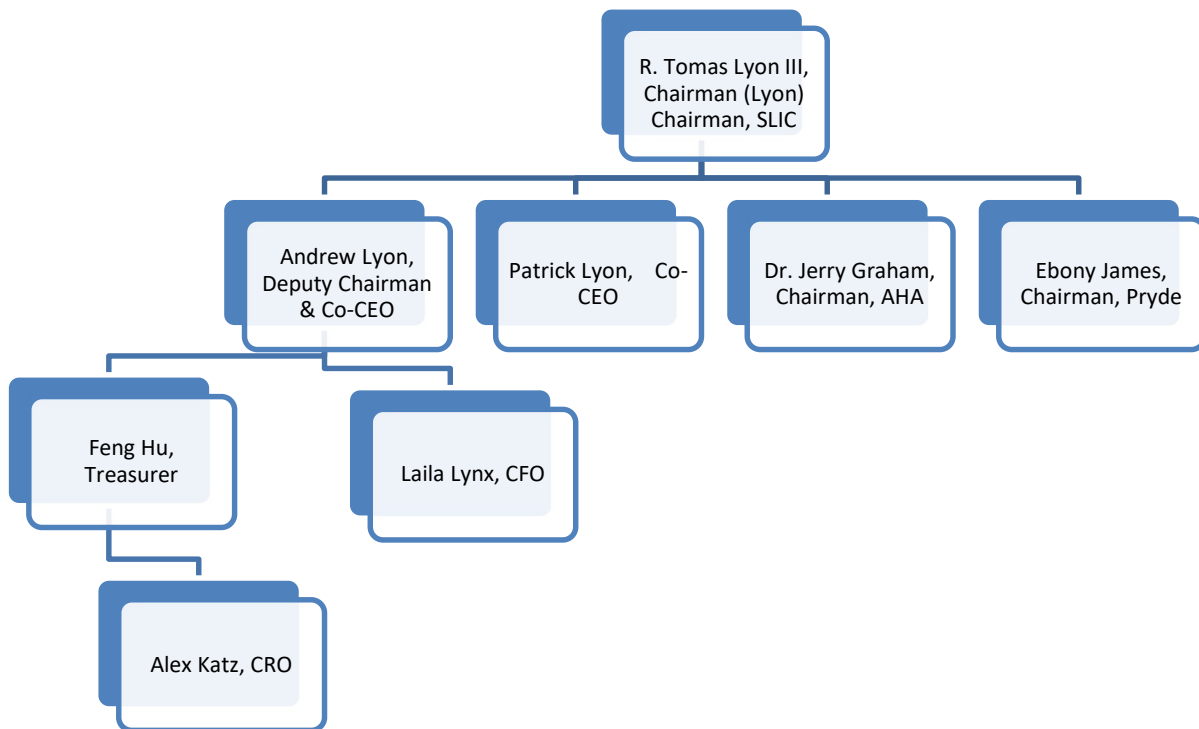 R. Tomas Lyon III,
Chairman (Lyon)
Chairman, SLIC
Andrew Lyon,
Deputy Chairman
& Co-CEO
Patrick Lyon, Co-
CEO
Dr. Jerry Graham,
Chairman, AHA
Ebony James,
Chairman, Pryde
Feng Hu,
Treasurer
Laila Lynx, CFO
Alex Katz, CRO